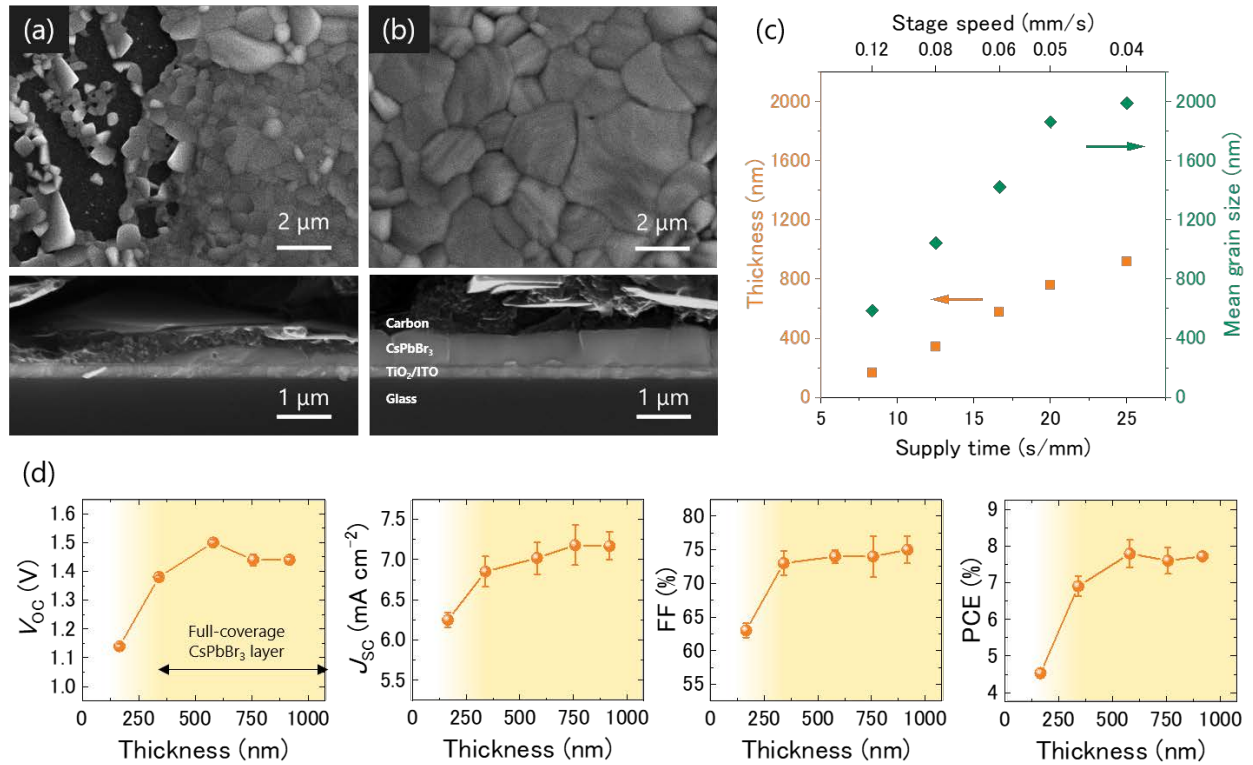 (a)
2 μm
1 μm
(b)
2 μm
Carbon
CsPbBr₃
TiO₂/ITO
Glass
1 μm
(c)
Stage speed (mm/s)
0.12 0.08 0.06 0.05 0.04
Thickness (nm)
2000
1600
1200
800
400
0
Mean grain size (nm)
2000
1600
1200
800
400
0
5 10 15 20 25
Supply time (s/mm)
(d)
V_OC (V)
1.6
1.5
1.4
1.3
1.2
1.1
1.0
Full-coverage
CsPbBr₃ layer
0 250 500 750 1000
Thickness (nm)
J_SC (mA cm⁻²)
7.5
7.0
6.5
6.0
5.5
0 250 500 750 1000
Thickness (nm)
FF (%)
85
80
75
70
65
60
55
0 250 500 750 1000
Thickness (nm)
PCE (%)
9
8
7
6
5
4
0 250 500 750 1000
Thickness (nm)